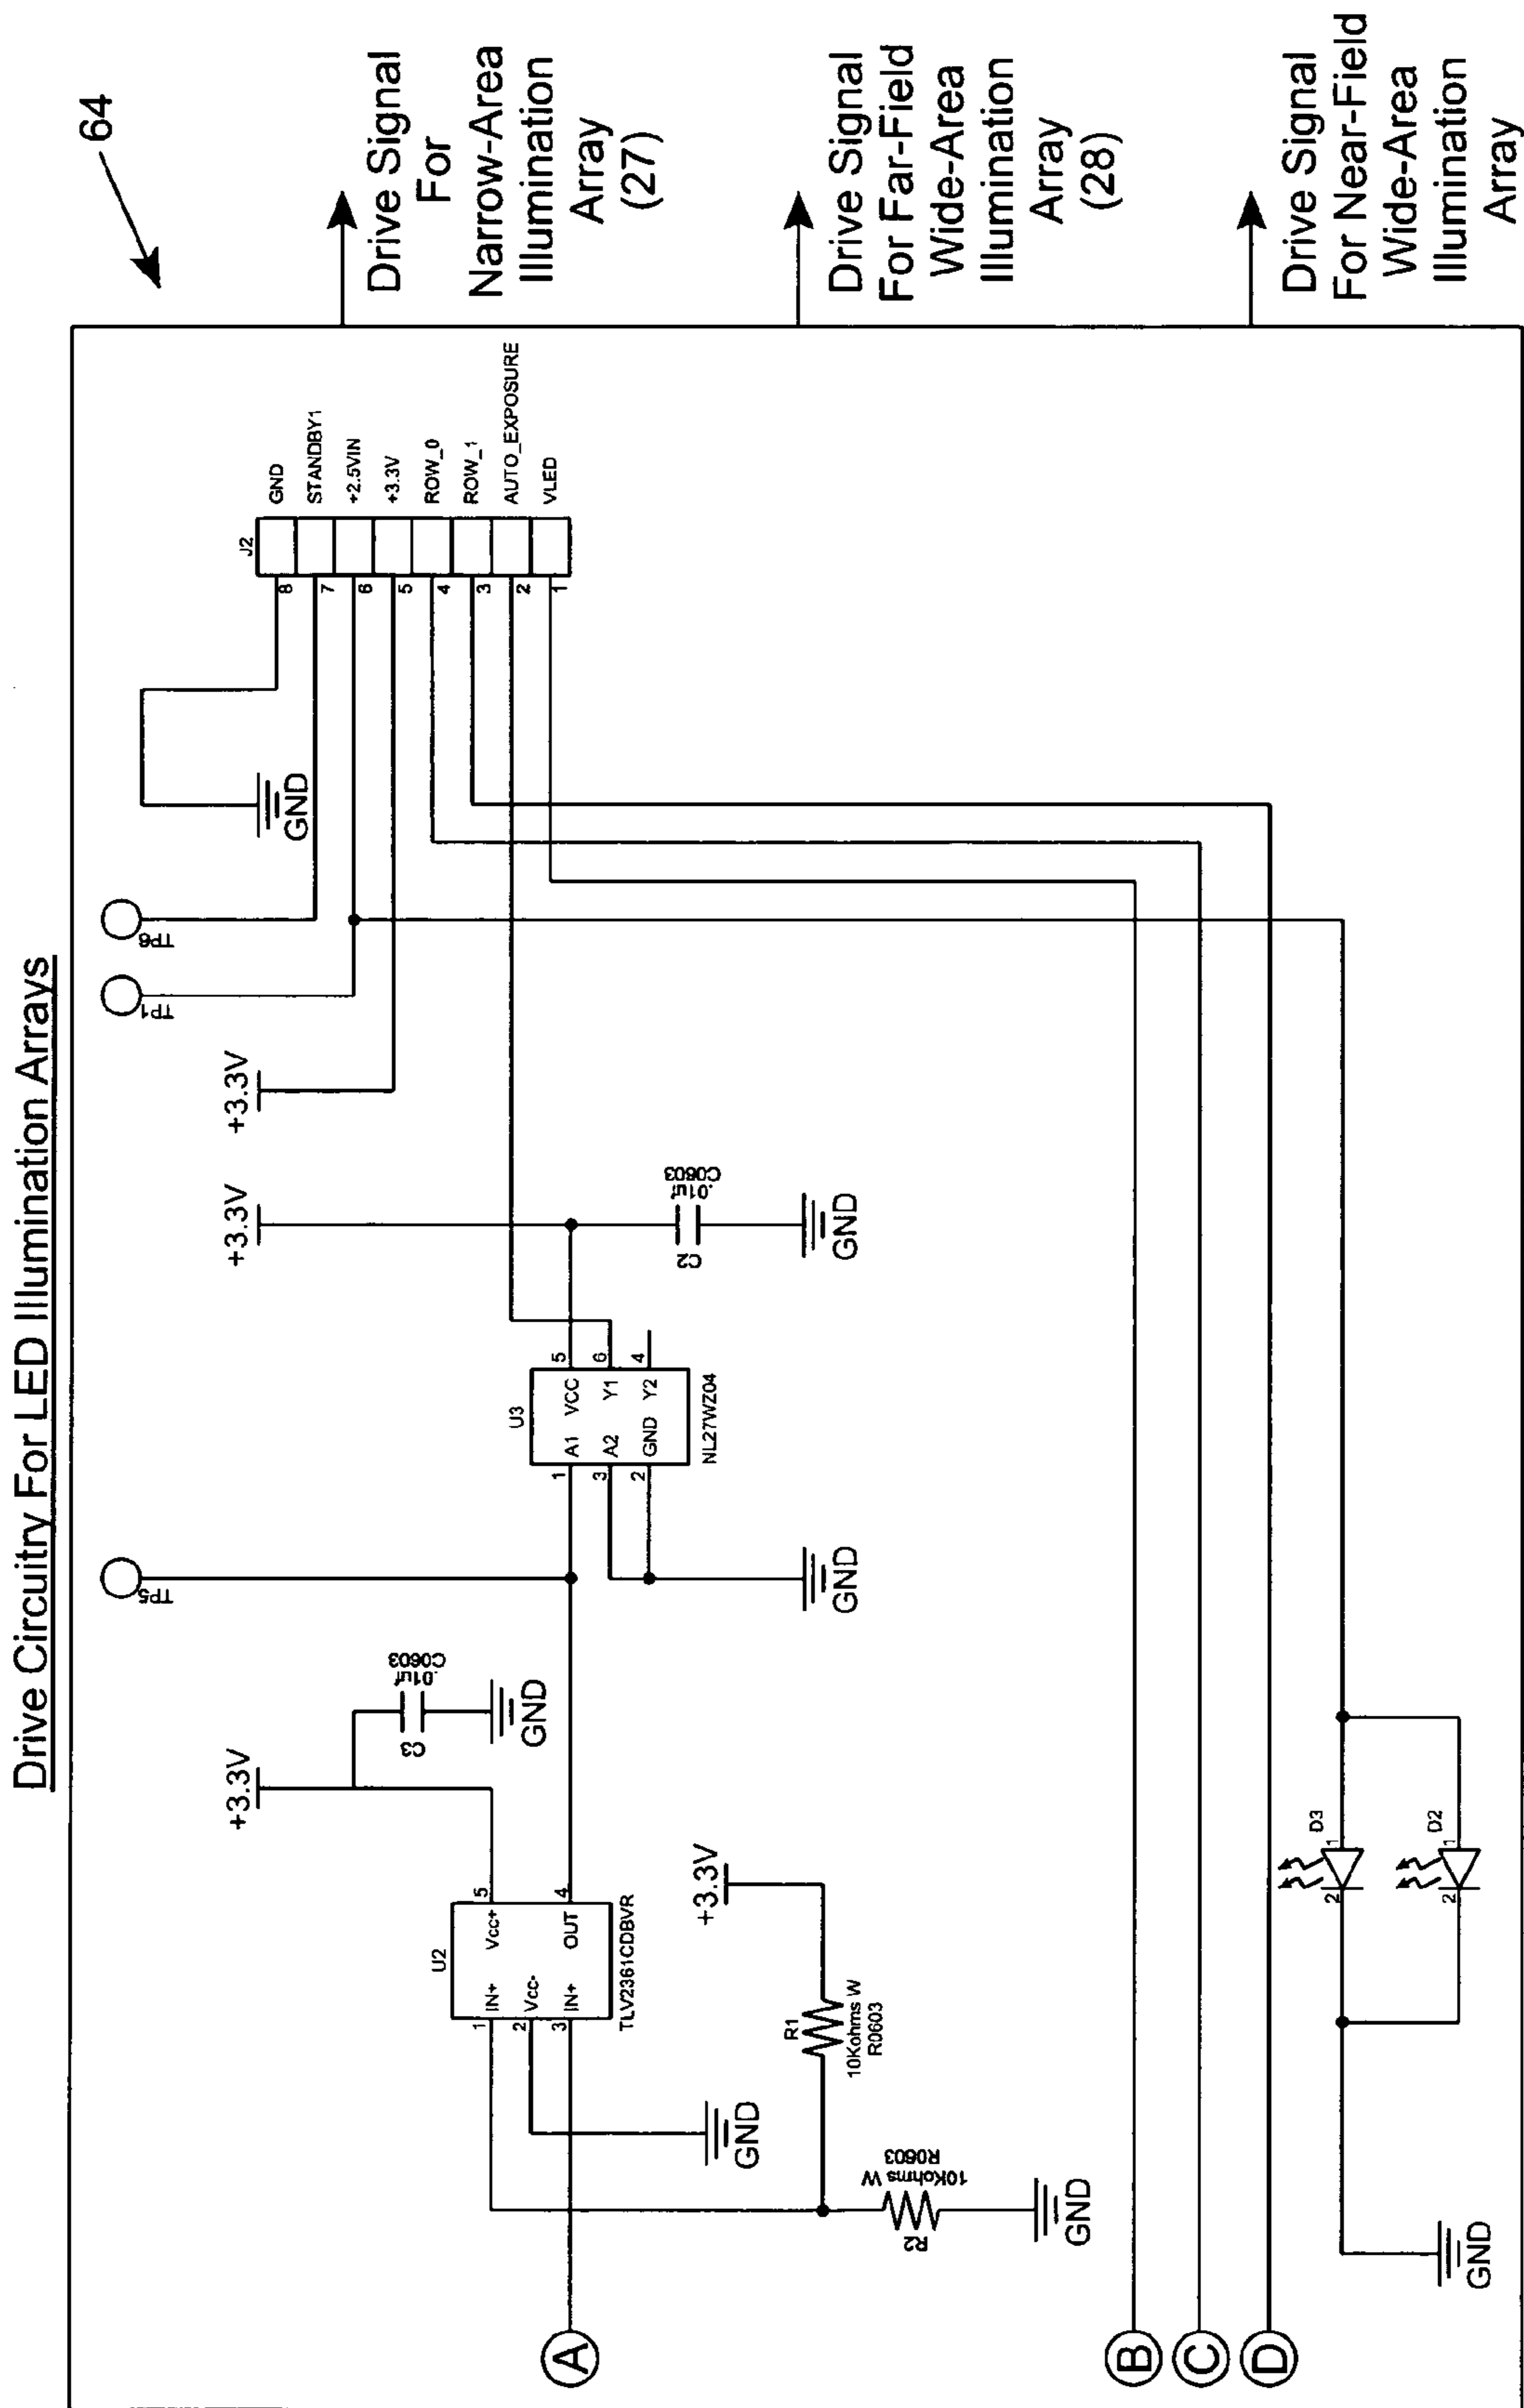 Drive Circuitry For LED Illumination Arrays
64
TP5
TP1
TP6
+3.3V
C3
.01uf
C0603
GND
U2
1
IN+
Vcc+
5
2
Vcc-
3
IN+
OUT
4
TLV2361CDBVR
GND
+3.3V
R1
10Kohms W
R0603
R2
10Kohms W
R0603
GND
U3
1
A1
VCC
5
3
A2
Y1
6
2
GND
Y2
4
NL27WZ04
GND
+3.3V
C2
.01uf
C0603
GND
+3.3V
GND
J2
8
GND
7
STANDBY1
6
+2.5VIN
5
+3.3V
4
ROW_0
3
ROW_1
2
AUTO_EXPOSURE
1
VLED
A
B
C
D
D3
2
1
D2
2
1
GND
Drive Signal
For
Narrow-Area
Illumination
Array
(27)
Drive Signal
For Far-Field
Wide-Area
Illumination
Array
(28)
Drive Signal
For Near-Field
Wide-Area
Illumination
Array